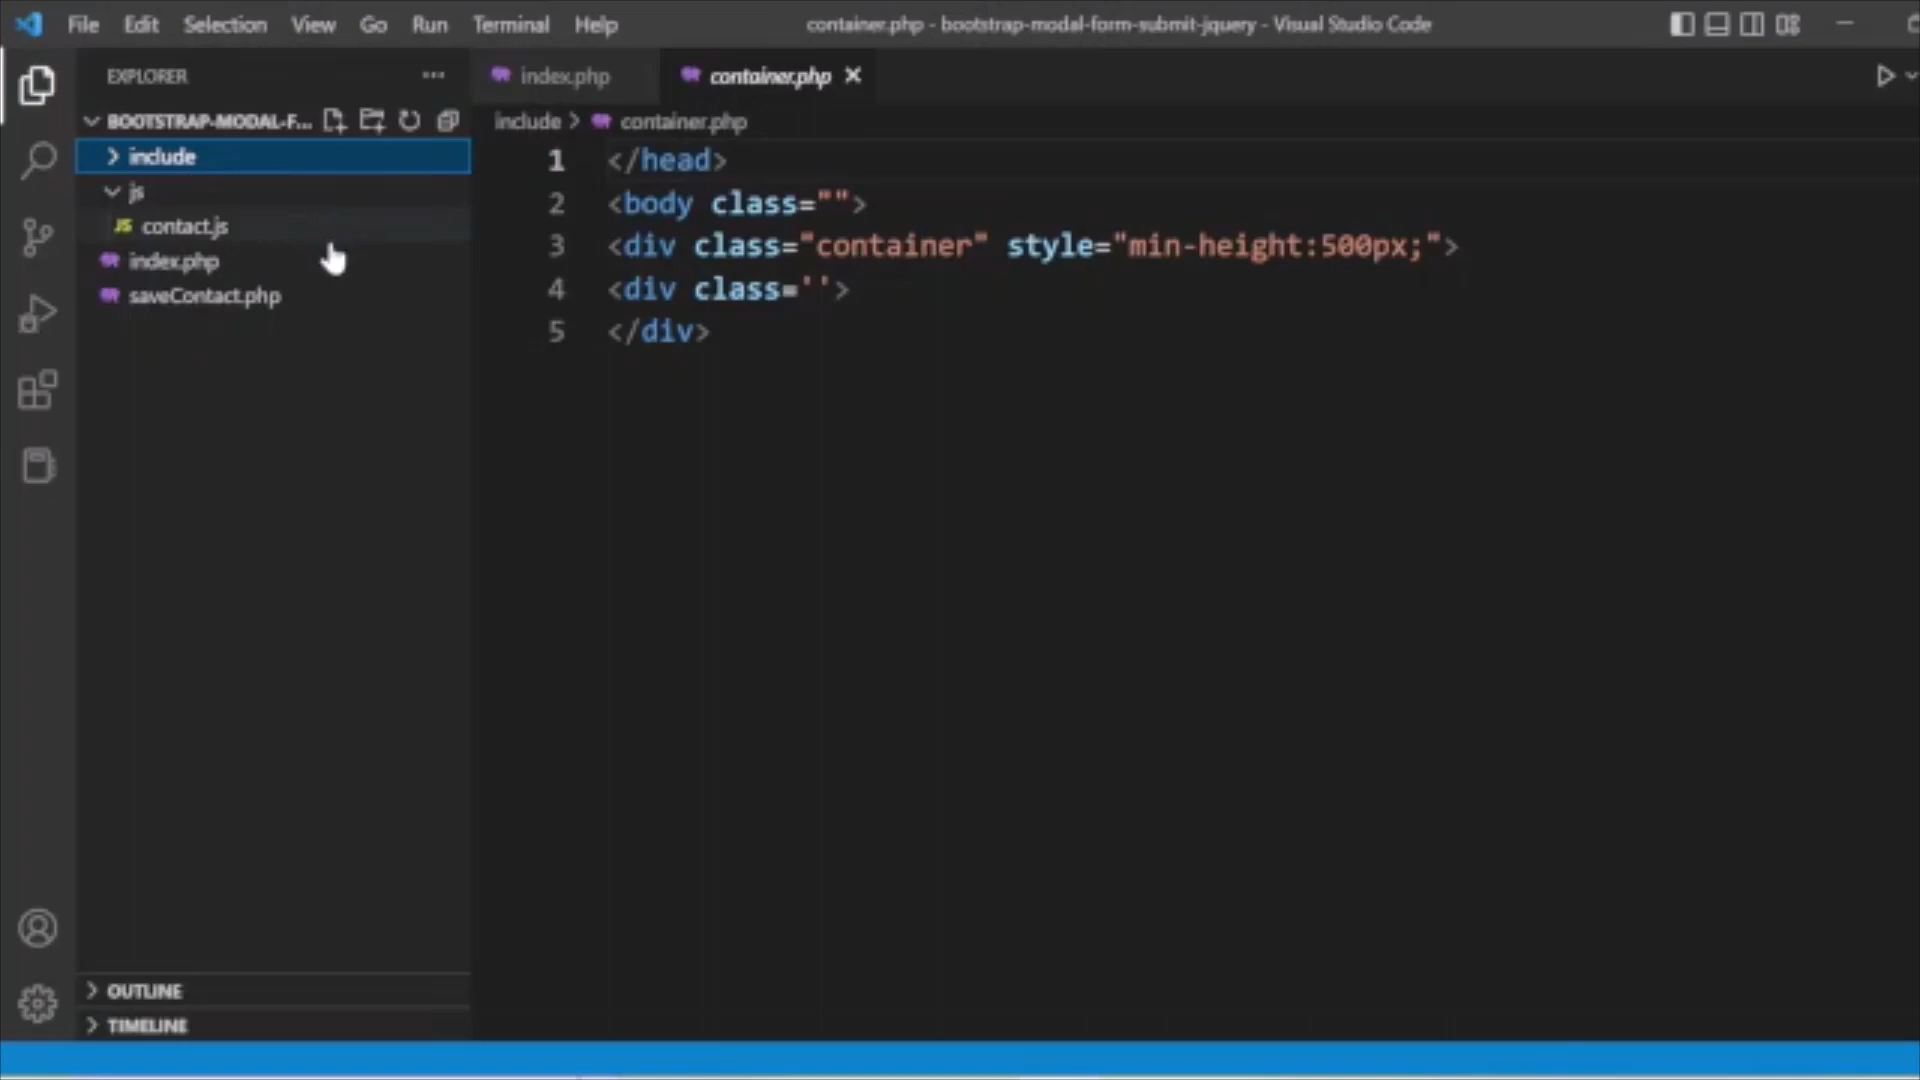 File Edit Selection View Go Run Terminal Help
container.php - bootstrap-modal-form-submit-jquery - Visual Studio Code
EXPLORER
index.php
container.php
BOOTSTRAP-MODAL-F...
include > container.php
include
js
JS contact.js
index.php
saveContact.php
1 </head>
2 <body class="">
3 <div class="container" style="min-height:500px;">
4 <div class=''>
5 </div>
OUTLINE
TIMELINE